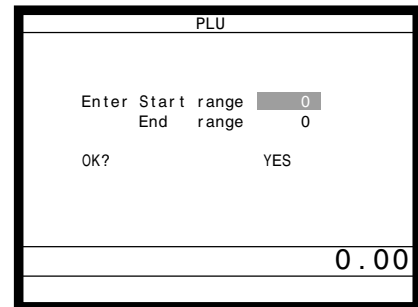 PLU
Enter Start range 0
End range 0
OK? YES
0.00